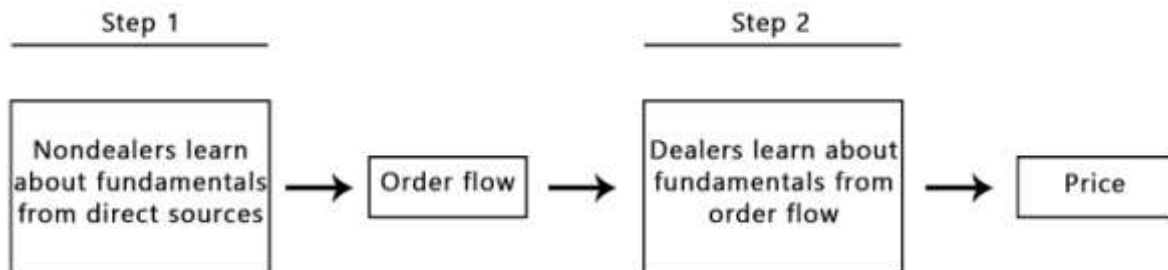 Step 1
Step 2
Nondealers learn
about fundamentals
from direct sources
Order flow
Dealers learn about
fundamentals from
order flow
Price